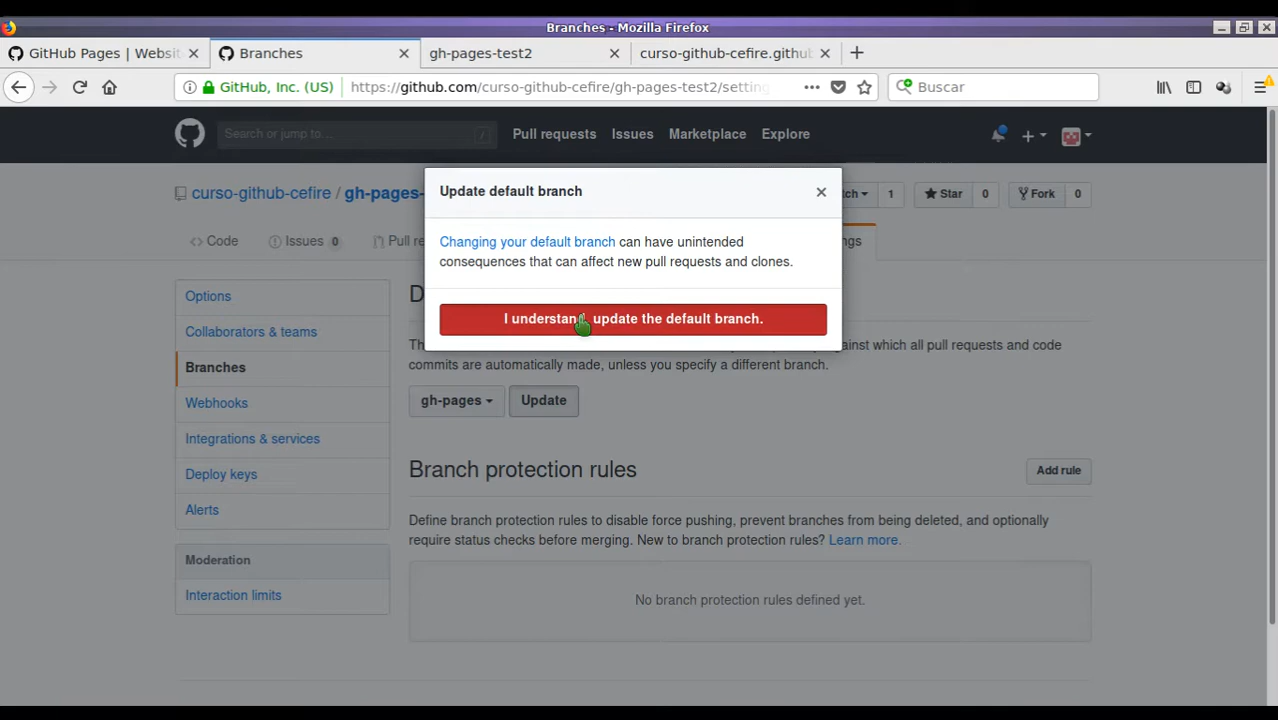 Branches - Mozilla Firefox
GitHub Pages | Websit
Branches
gh-pages-test2
curso-github-cefire.github
GitHub, Inc. (US)
https://github.com/curso-github-cefire/gh-pages-test2/setting
Buscar
Search or jump to...
/
Pull requests
Issues
Marketplace
Explore
curso-github-cefire / gh-pages-
1
Star 0
Fork 0
Code
Issues 0
Update default branch
Changing your default branch can have unintended
consequences that can affect new pull requests and clones.
I understand, update the default branch.
Options
Collaborators & teams
Branches
Webhooks
Integrations & services
Deploy keys
Alerts
Moderation
Interaction limits
against which all pull requests and code
commits are automatically made, unless you specify a different branch.
gh-pages
Update
Branch protection rules
Add rule
Define branch protection rules to disable force pushing, prevent branches from being deleted, and optionally
require status checks before merging. New to branch protection rules? Learn more.
No branch protection rules defined yet.